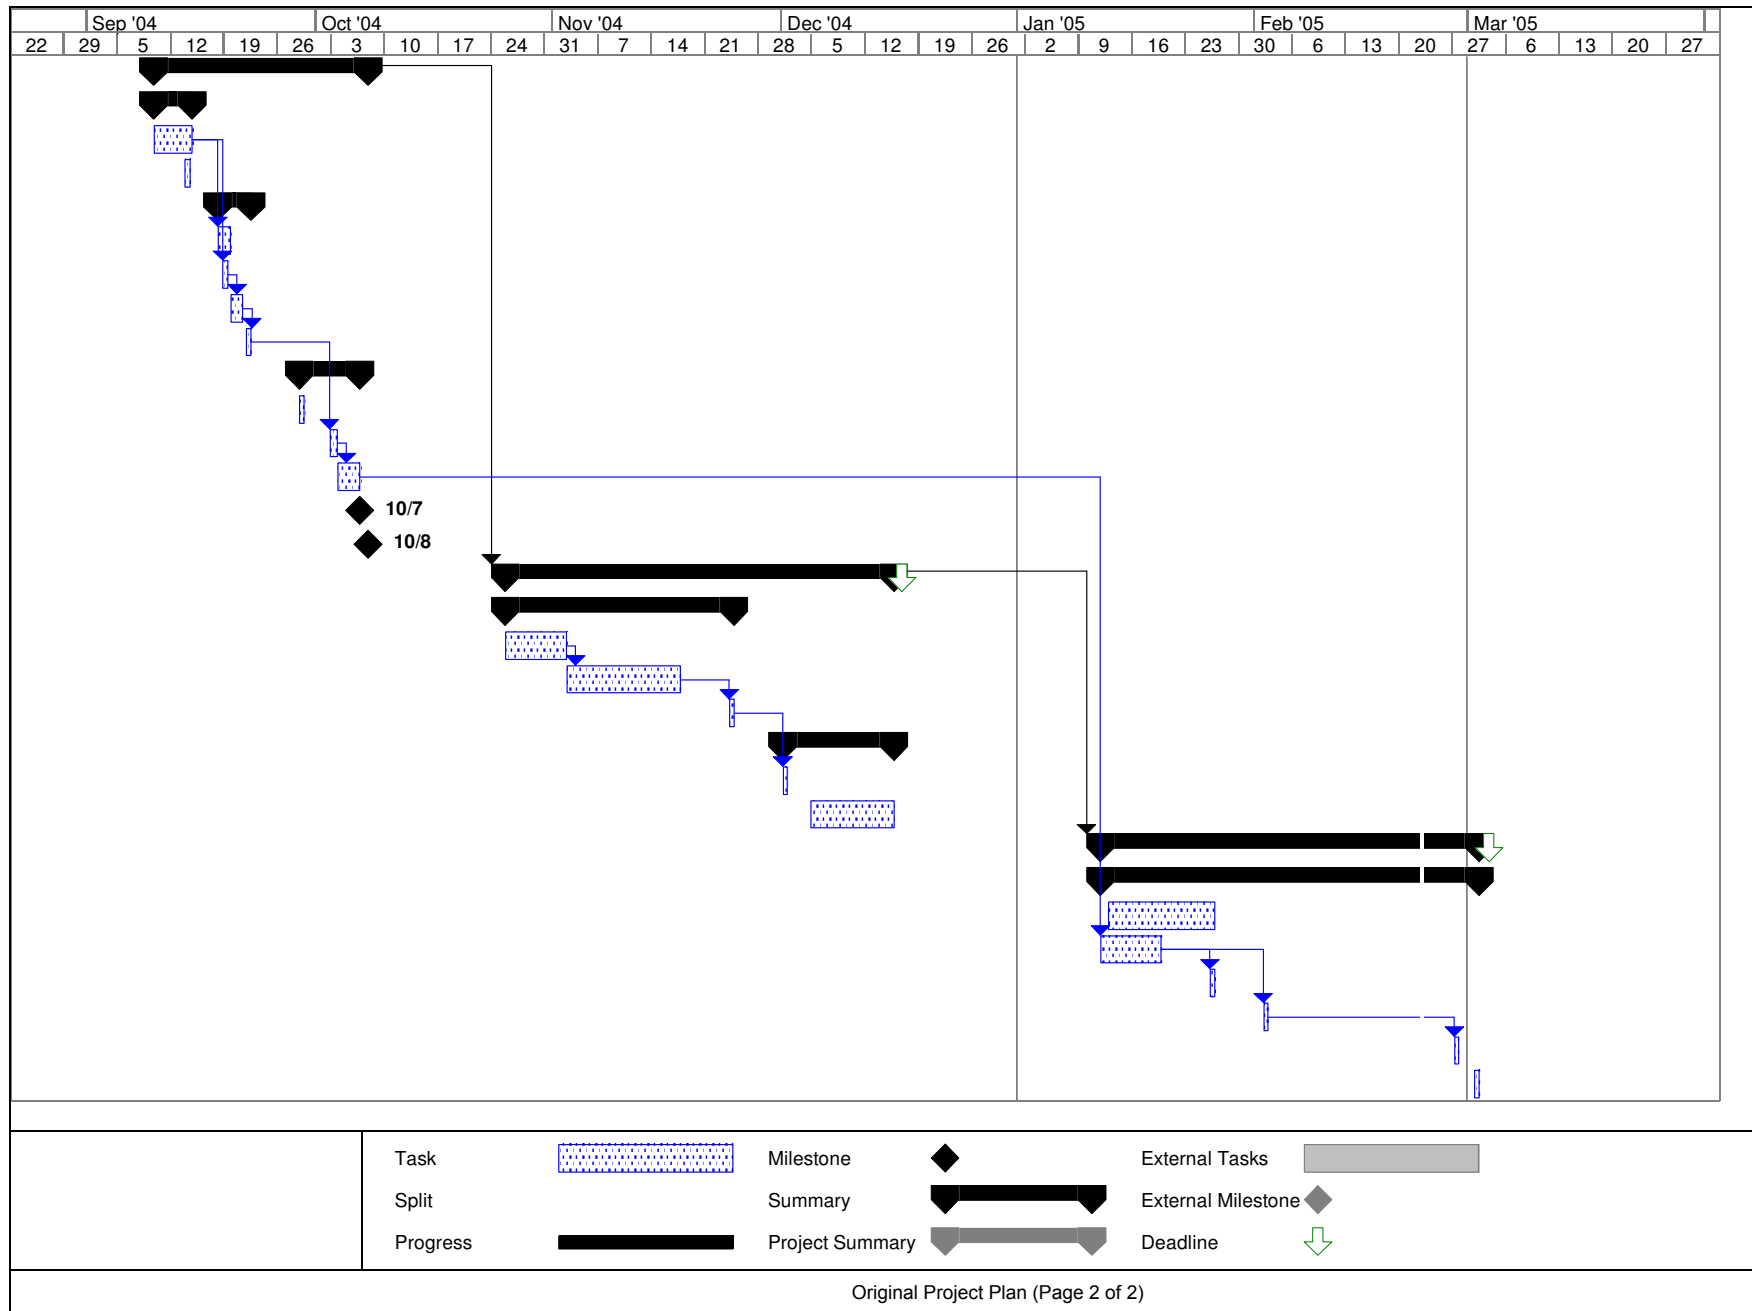 Sep '04 Oct '04 Nov '04 Dec '04 Jan '05 Feb '05 Mar '05
22 29 5 12 19 26 3 10 17 24 31 7 14 21 28 5 12 19 26 2 9 16 23 30 6 13 20 27 6 13 20 27
10/7
10/8
Task Milestone External Tasks
Split Summary External Milestone
Progress Project Summary Deadline
Original Project Plan (Page 2 of 2)